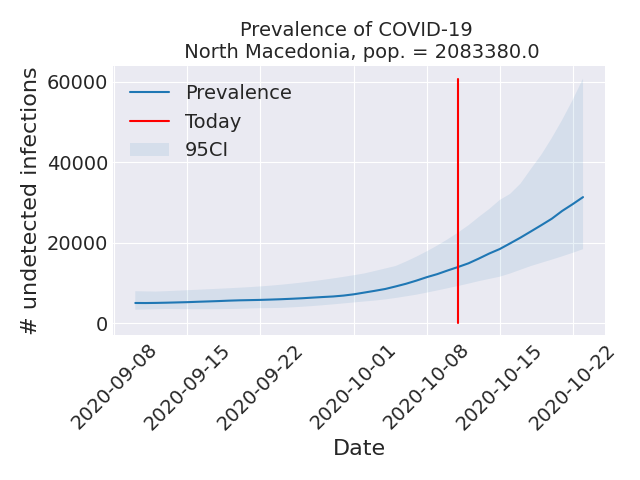 Prevalence of COVID-19
North Macedonia, pop. = 2083380.0
# undetected infections
60000
40000
20000
0
Prevalence
Today
95CI
2020-09-08
2020-09-15
2020-09-22
2020-10-01
2020-10-08
2020-10-15
2020-10-22
Date